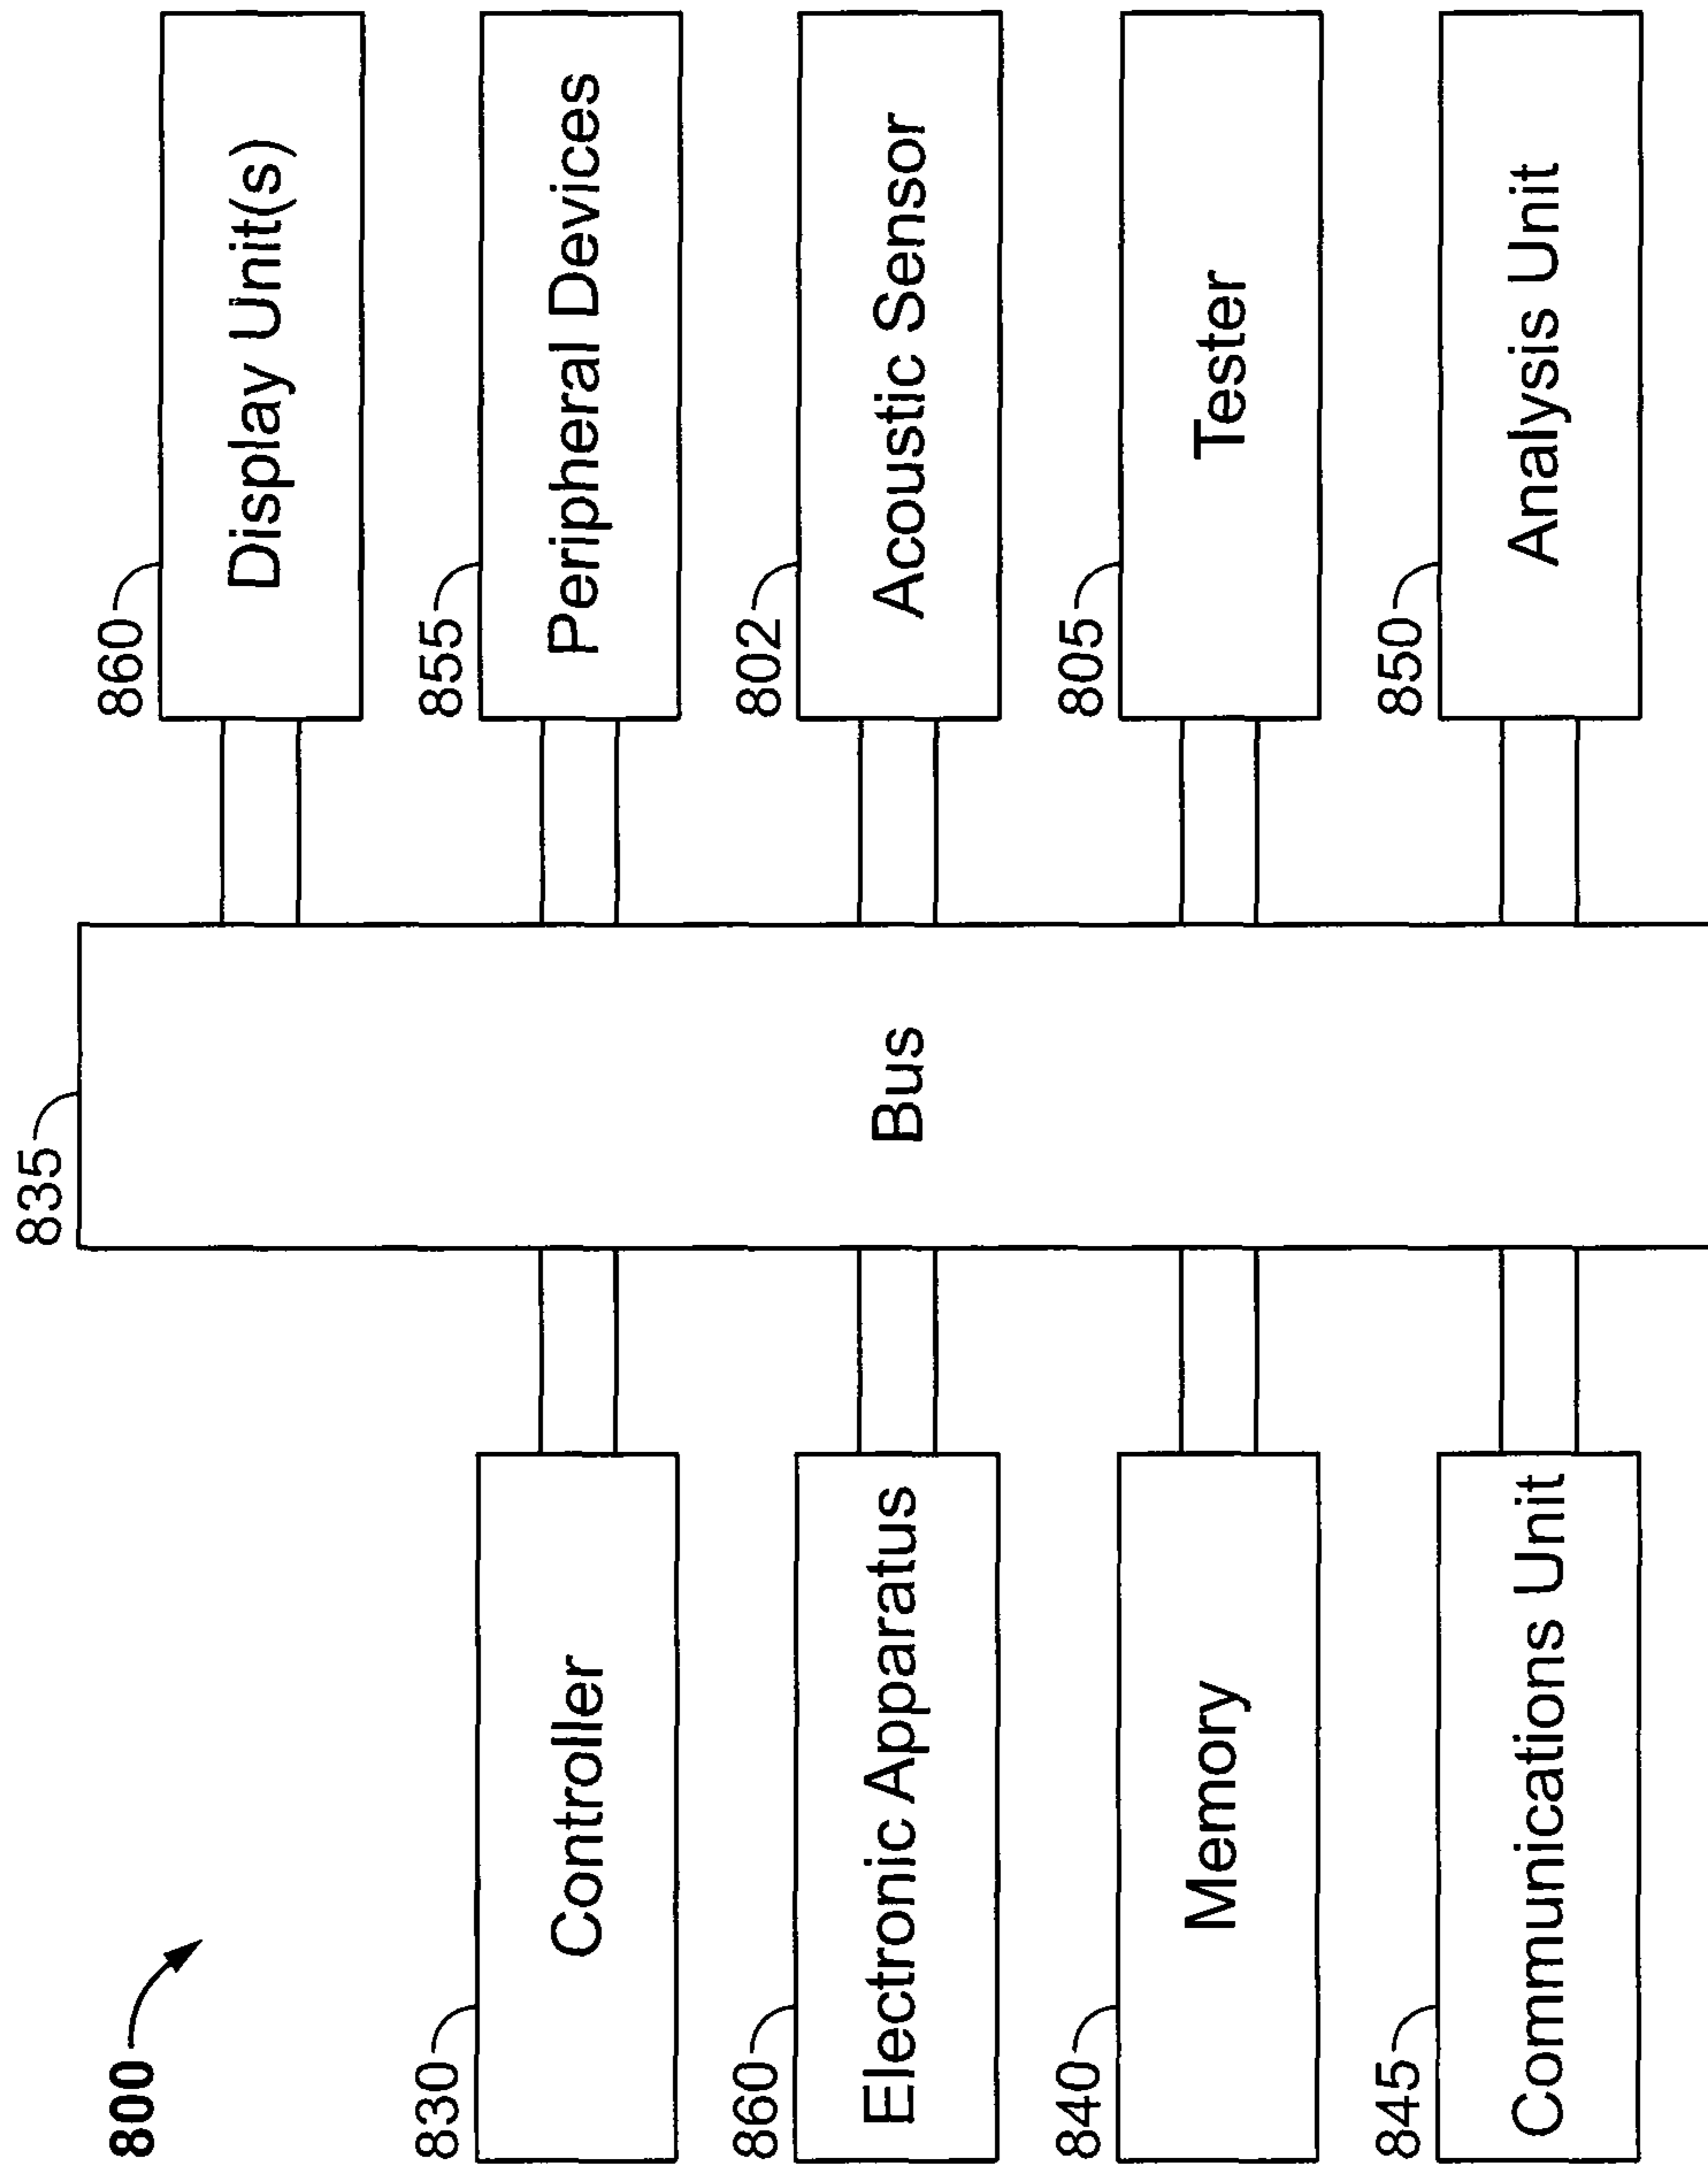 800
835
860
Display Unit(s)
830
Controller
855
Peripheral Devices
860
Electronic Apparatus
Bus
802
Acoustic Sensor
840
Memory
805
Tester
845
Communications Unit
850
Analysis Unit